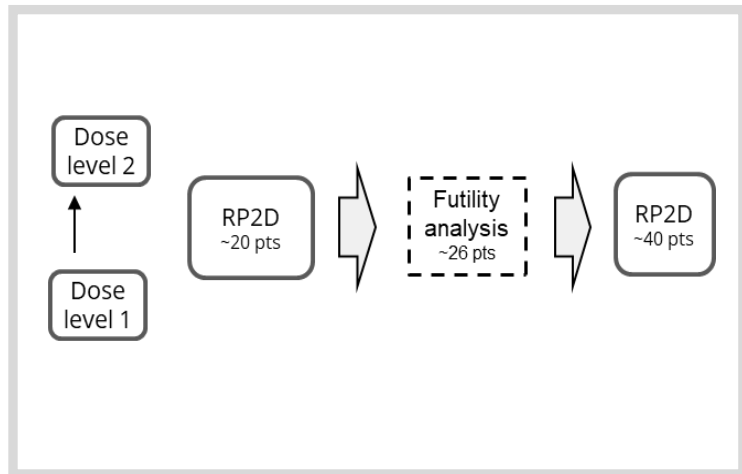 Dose
level 2
Dose
level 1
RP2D
~20 pts
Futility
analysis
~26 pts
RP2D
~40 pts